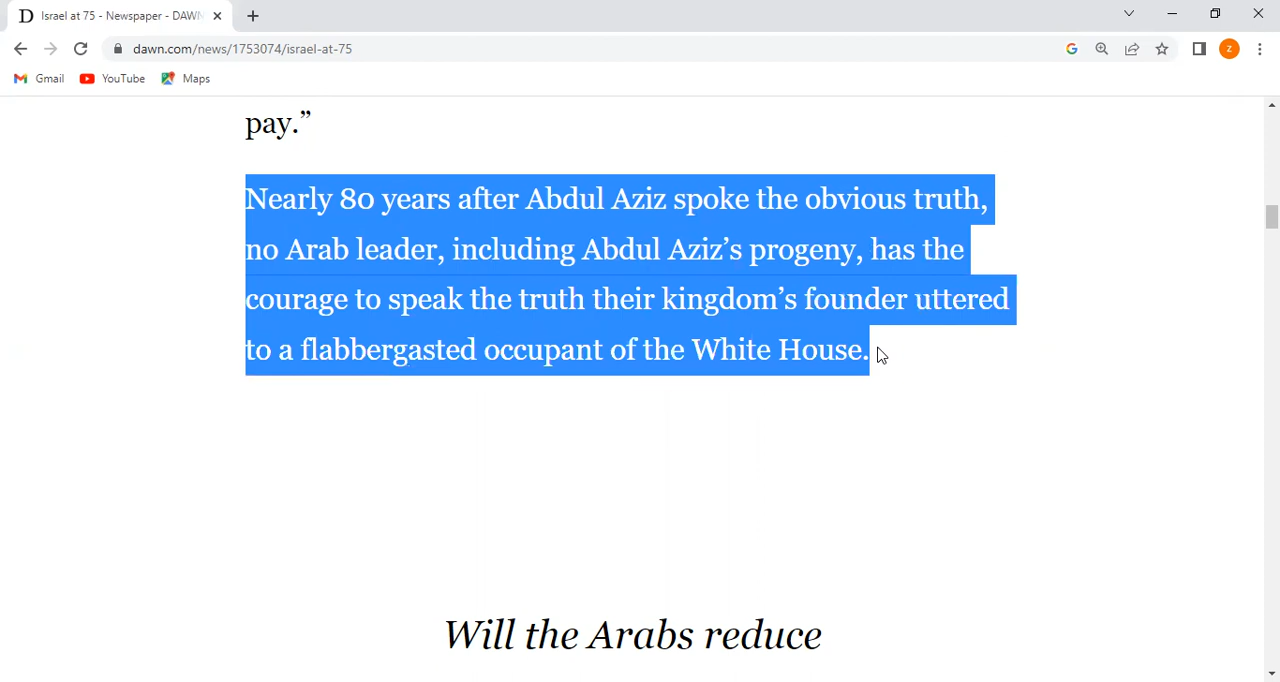 D Israel at 75 - Newspaper - DAWN
dawn.com/news/1753074/israel-at-75
G
z
Gmail YouTube Maps
pay.”
Nearly 80 years after Abdul Aziz spoke the obvious truth,
no Arab leader, including Abdul Aziz’s progeny, has the
courage to speak the truth their kingdom’s founder uttered
to a flabbergasted occupant of the White House.
Will the Arabs reduce